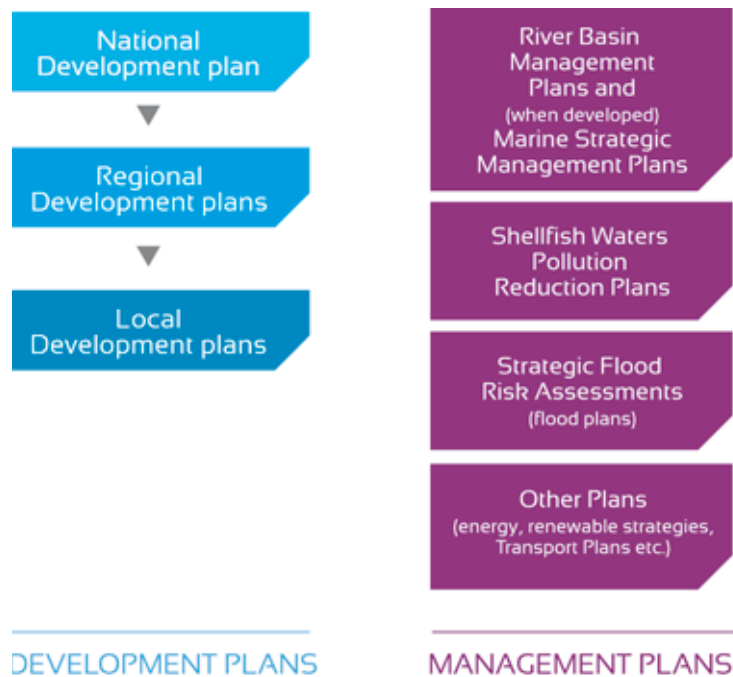 National
Development plan
Regional
Development plans
Local
Development plans
DEVELOPMENT PLANS
River Basin
Management
Plans and
(when developed)
Marine Strategic
Management Plans
Shellfish Waters
Pollution
Reduction Plans
Strategic Flood
Risk Assessments
(flood plans)
Other Plans
(energy, renewable strategies,
Transport Plans etc.)
MANAGEMENT PLANS